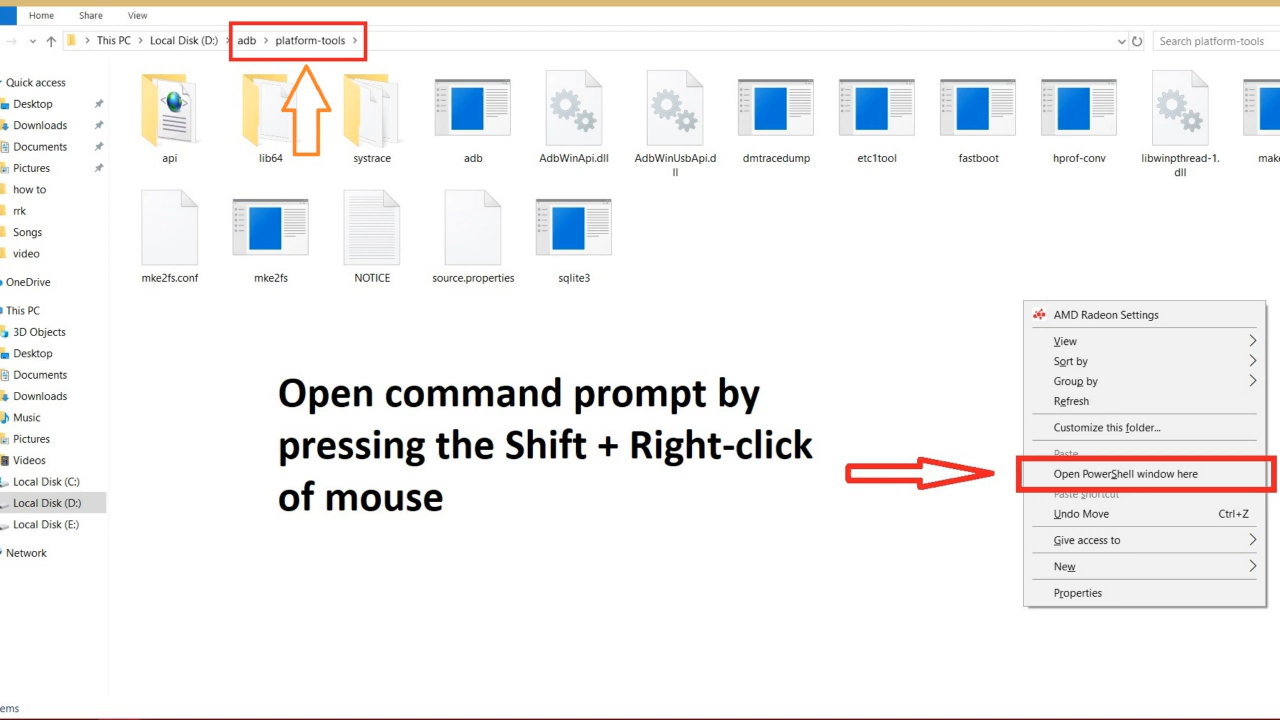 Home Share View
> This PC > Local Disk (D:) > adb > platform-tools >
Search platform-tools
Quick access
Desktop
Downloads
Documents
Pictures
how to
rrk
Songs
video
OneDrive
This PC
3D Objects
Desktop
Documents
Downloads
Music
Pictures
Videos
Local Disk (C:)
Local Disk (D:)
Local Disk (E:)
Network
api
lib64
systrace
adb
AdbWinApi.dll
AdbWinUsbApi.d
ll
dmtracedump
etc1tool
fastboot
hprof-conv
libwinpthread-1.
dll
mke2fs.conf
mke2fs
NOTICE
source.properties
sqlite3
Open command prompt by
pressing the Shift + Right-click
of mouse
AMD Radeon Settings
View
Sort by
Group by
Refresh
Customize this folder...
Paste
Open PowerShell window here
Paste shortcut
Undo Move Ctrl+Z
Give access to
New
Properties